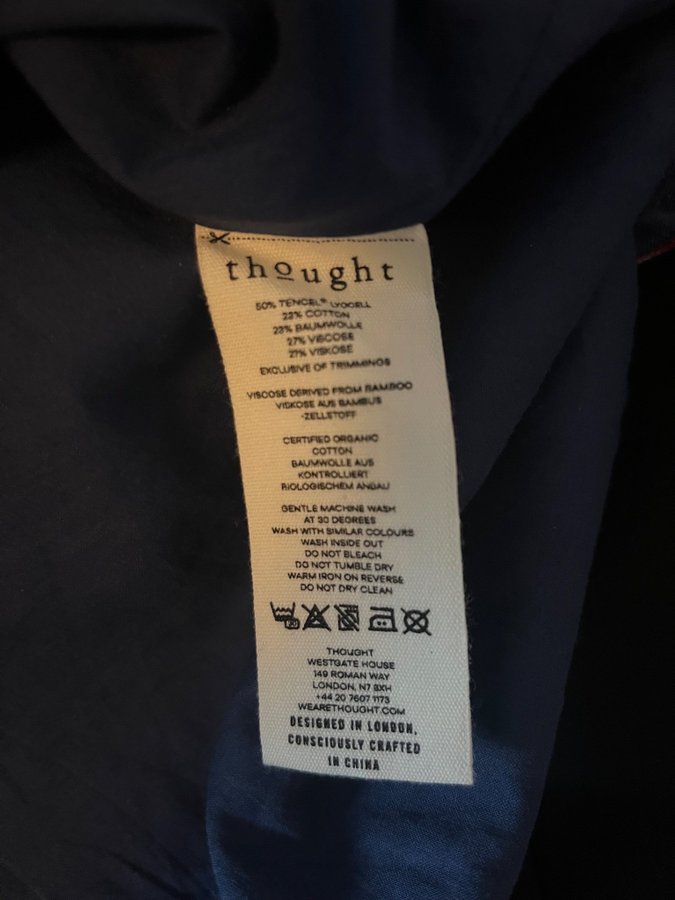 thought
50% TENCEL® LYOCELL
23% COTTON
23% BAUMWOLLE
27% VISCOSE
27% VISKOSE
EXCLUSIVE OF TRIMMINGS
VISCOSE DERIVED FROM BAMBOO
VISKOSE AUS BAMBUS
-ZELLSTOFF
CERTIFIED ORGANIC
COTTON
BAUMWOLLE AUS
KONTROLLIERT
BIOLOGISCHEM ANBAU
GENTLE MACHINE WASH
AT 30 DEGREES
WASH WITH SIMILAR COLOURS
WASH INSIDE OUT
DO NOT BLEACH
DO NOT TUMBLE DRY
WARM IRON ON REVERSE
DO NOT DRY CLEAN
30
THOUGHT
WESTGATE HOUSE
149 ROMAN WAY
LONDON, N7 8XH
+44 20 7607 1173
WEARETHOUGHT.COM
DESIGNED IN LONDON,
CONSCIOUSLY CRAFTED
IN CHINA